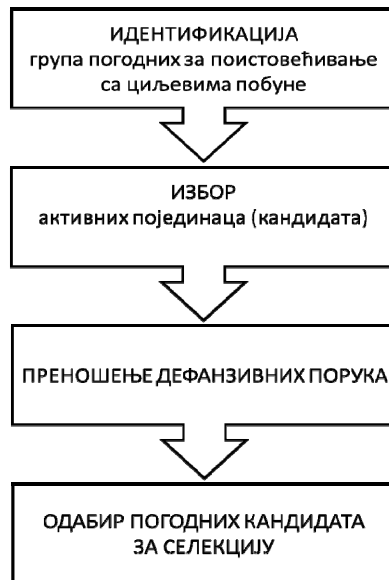 ИДЕНТИФИКАЦИЈА
група погодних за поистовећивање
са циљевима побуне
ИЗБОР
активних појединаца (кандидата)
ПРЕНОШЕЊЕ ДЕФАНЗИВНИХ ПОРУКА
ОДАБИР ПОГОДНИХ КАНДИДАТА
ЗА СЕЛЕКЦИЈУ